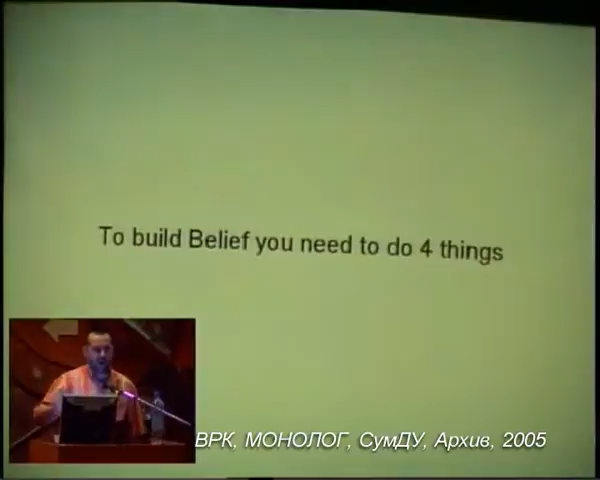 To build Belief you need to do 4 things
ВРК, МОНОЛОГ, СумДУ, Архив, 2005